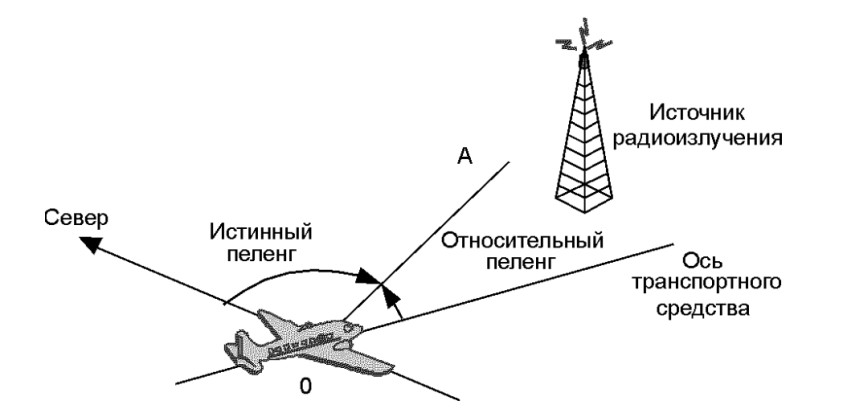 Источник
радиоизлучения
А
Север
Истинный
пеленг
Относительный
пеленг
Ось
транспортного
средства
0